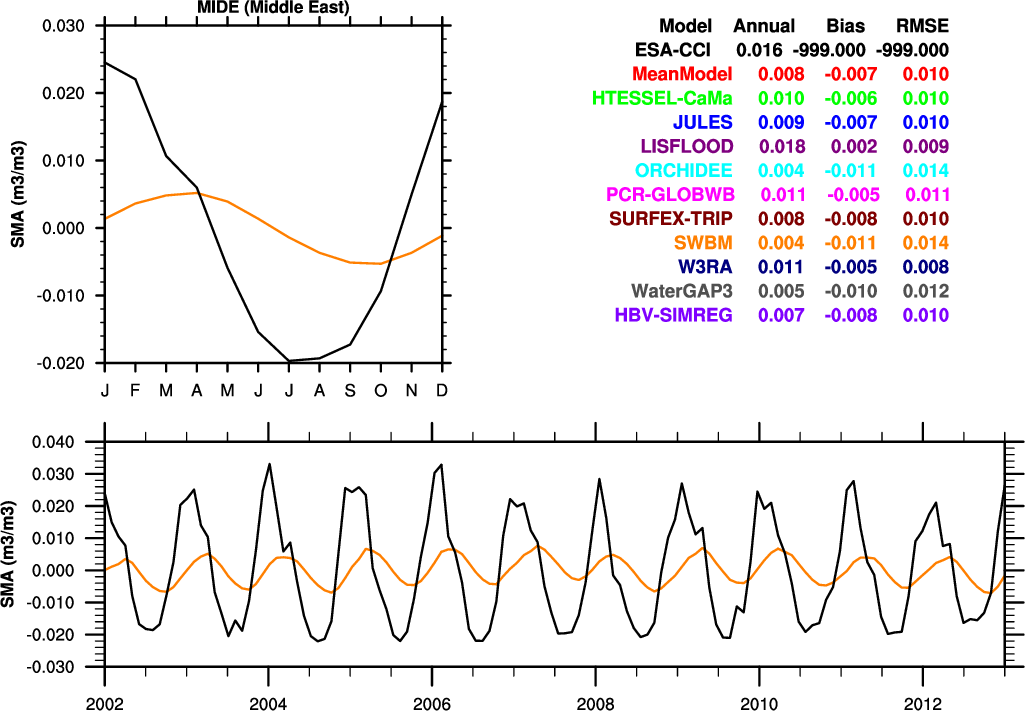 MIDE (Middle East)
0.030
0.020
0.010
0.000
-0.010
-0.020
SMA (m3/m3)
J F M A M J J A S O N D
Model Annual Bias RMSE
ESA-CCI 0.016 -999.000 -999.000
MeanModel 0.008 -0.007 0.010
HTESSEL-CaMa 0.010 -0.006 0.010
JULES 0.009 -0.007 0.010
LISFLOOD 0.018 0.002 0.009
ORCHIDEE 0.004 -0.011 0.014
PCR-GLOBWB 0.011 -0.005 0.011
SURFEX-TRIP 0.008 -0.008 0.010
SWBM 0.004 -0.011 0.014
W3RA 0.011 -0.005 0.008
WaterGAP3 0.005 -0.010 0.012
HBV-SIMREG 0.007 -0.008 0.010
0.040
0.030
0.020
0.010
0.000
-0.010
-0.020
-0.030
SMA (m3/m3)
2002 2004 2006 2008 2010 2012